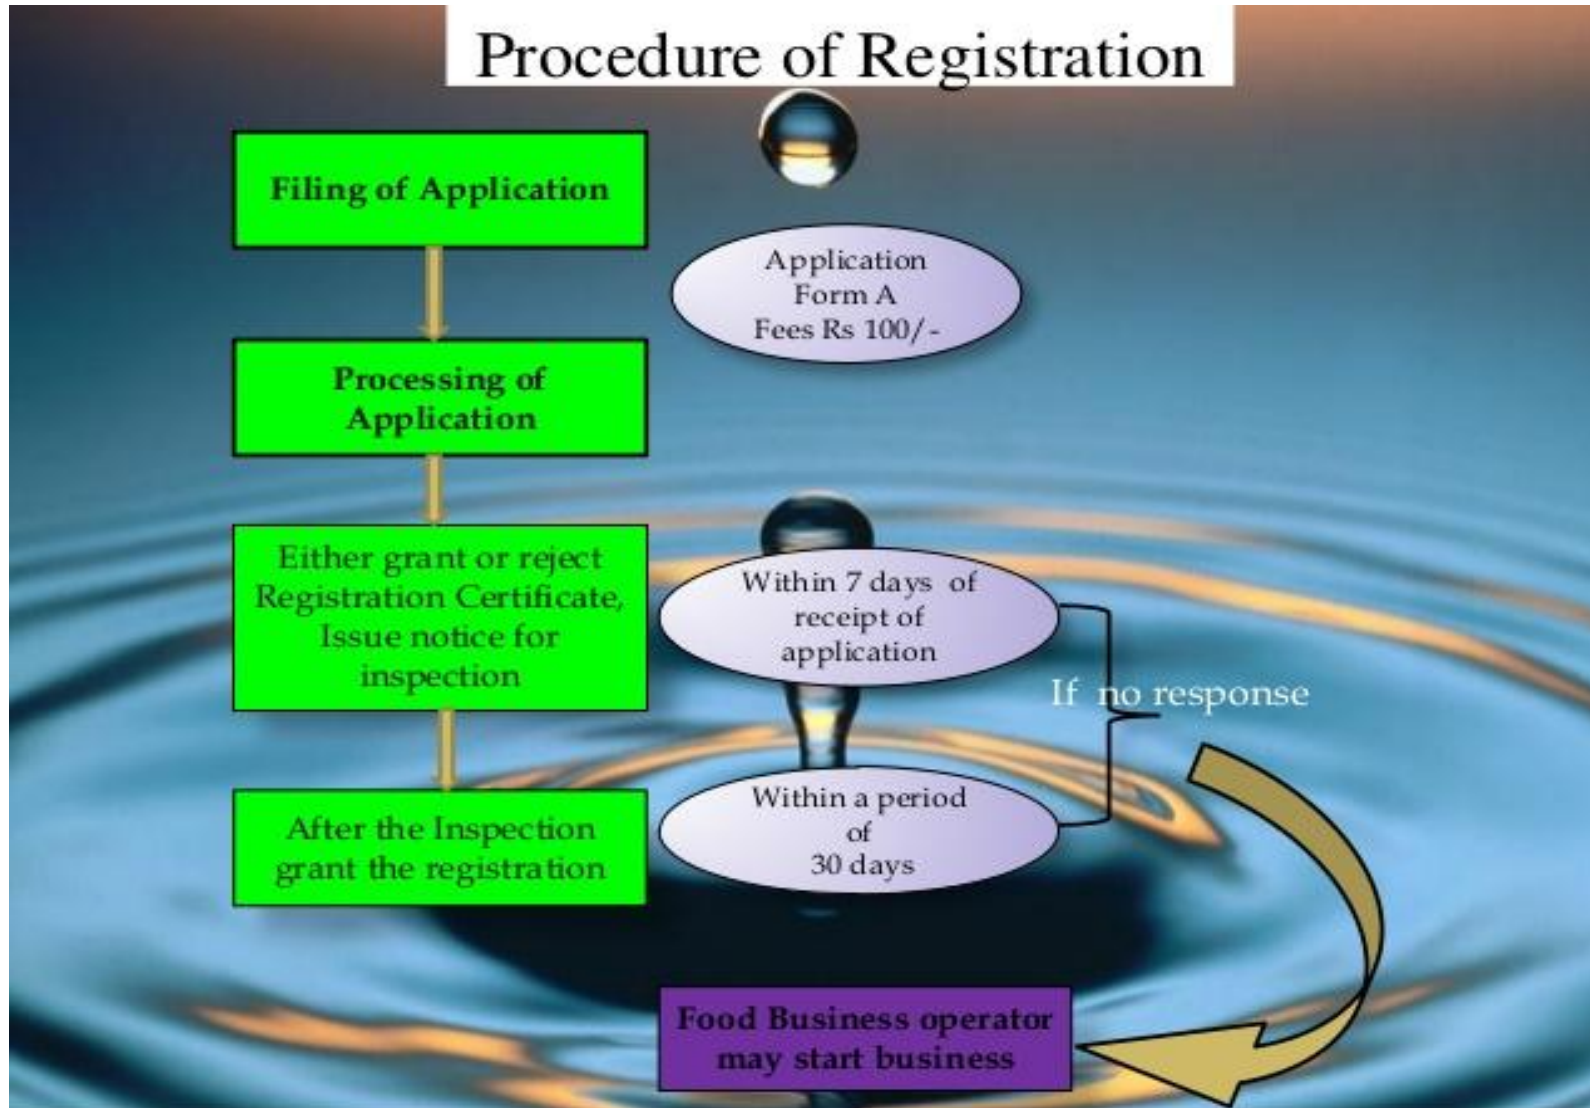 Procedure of Registration
Filing of Application
Application
Form A
Fees Rs 100/-
Processing of
Application
Either grant or reject
Registration Certificate,
Issue notice for
inspection
Within 7 days of
receipt of
application
If no response
After the Inspection
grant the registration
Within a period
of
30 days
Food Business operator
may start business